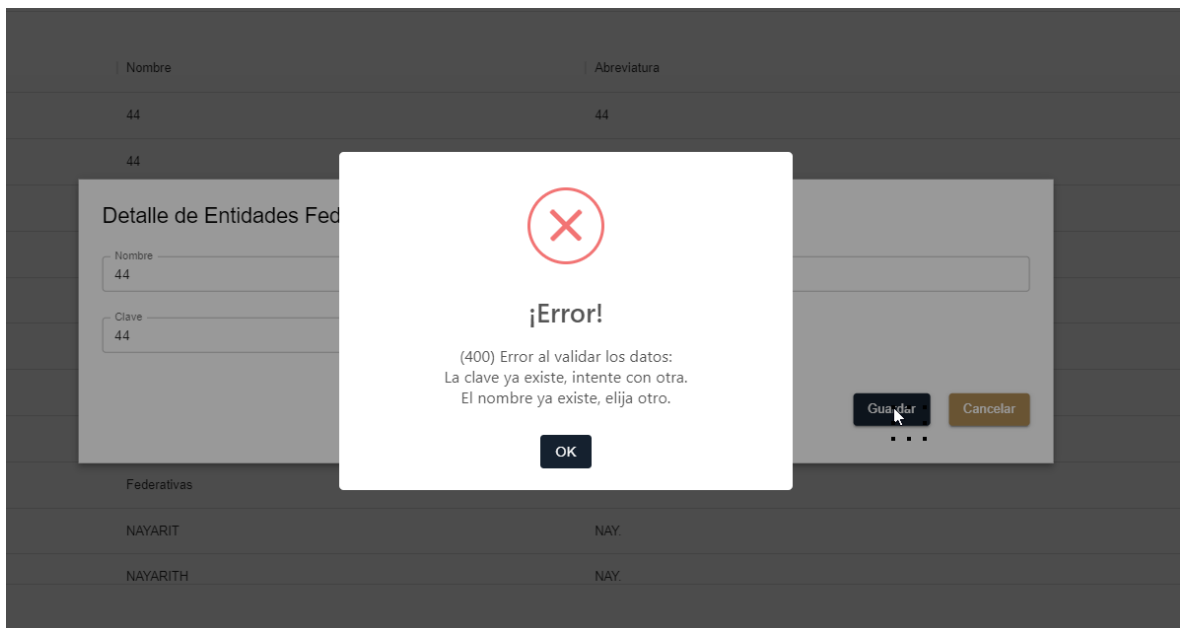 Nombre Abreviatura
44 44
44
Detalle de Entidades Fed
Nombre
44
Clave
44
¡Error!
(400) Error al validar los datos:
La clave ya existe, intente con otra.
El nombre ya existe, elija otro.
OK
Guardar Cancelar
Federativas
NAYARIT NAY.
NAYARITH NAY.